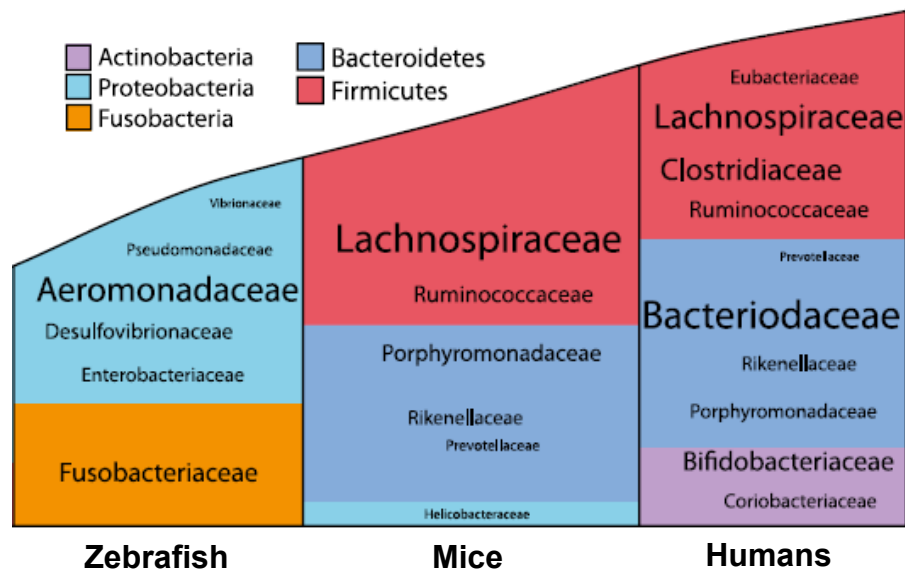 Actinobacteria
Proteobacteria
Fusobacteria
Bacteroidetes
Firmicutes
Vibrionaceae
Pseudomonadaceae
Aeromonadaceae
Desulfovibrionaceae
Enterobacteriaceae
Fusobacteriaceae
Lachnospiraceae
Ruminococcaceae
Porphyromonadaceae
Rikenellaceae
Prevotellaceae
Helicobacteraceae
Eubacteriaceae
Lachnospiraceae
Clostridiaceae
Ruminococcaceae
Prevotellaceae
Bacteriodaceae
Rikenellaceae
Porphyromonadaceae
Bifidobacteriaceae
Coriobacteriaceae
Zebrafish
Mice
Humans